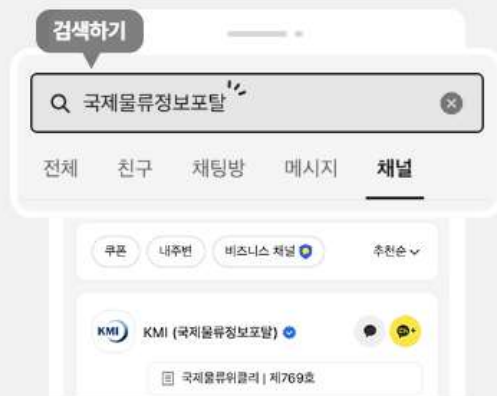 검색하기
국제물류정보포탈
전체 친구 채팅방 메시지 채널
쿠폰 내주변 비즈니스 채널 추천순
KMI KMI (국제물류정보포탈)
국제물류위클리 | 제769호